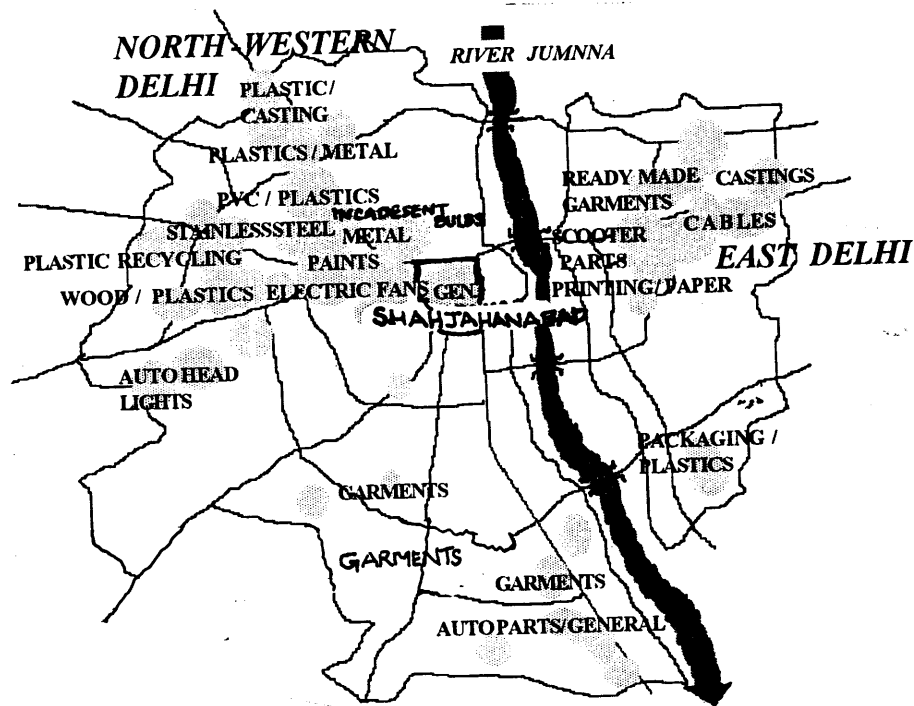 NORTH-WESTERN
DELHI
RIVER JUMNNA
PLASTIC/
CASTING
PLASTICS/METAL
PVC/PLASTICS
STAINLESSSTEEL
INCADESENT BULBS
METAL
PLASTIC RECYCLING
PAINTS
WOOD/PLASTICS
ELECTRIC FANS
GEN.
SHAHJAHANABAD
READY MADE
GARMENTS
CASTINGS
CABLES
SCOOTER
PARTS
EAST DELHI
PRINTING/PAPER
AUTO HEAD
LIGHTS
PACKAGING/
PLASTICS
GARMENTS
GARMENTS
GARMENTS
AUTOPARTS/GENERAL